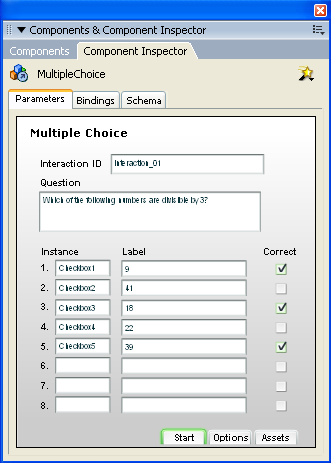 Components & Component Inspector
Components Component Inspector
MultipleChoice
Parameters Bindings Schema
Multiple Choice
Interaction ID Interaction_01
Question
Which of the following numbers are divisible by 3?
Instance Label Correct
1. Checkbox1 9
2. Checkbox2 41
3. Checkbox3 18
4. Checkbox4 22
5. Checkbox5 39
6.
7.
8.
Start Options Assets